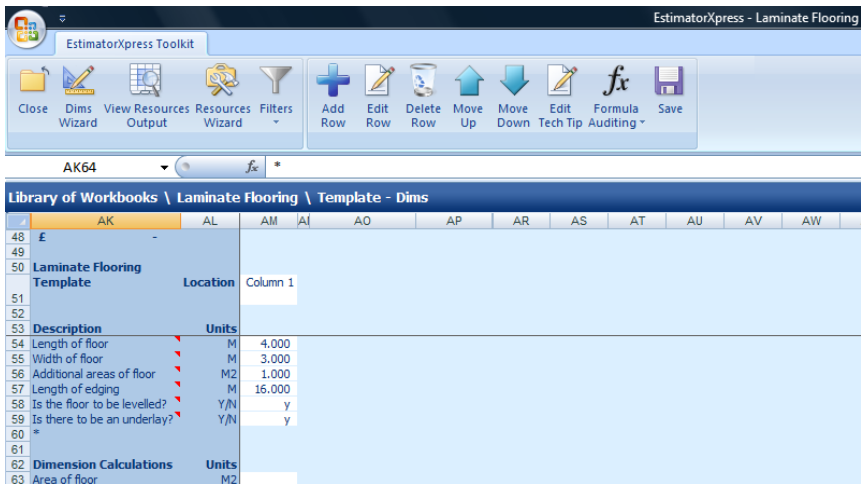 EstimatorXpress - Laminate Flooring
EstimatorXpress Toolkit
Close Dims Wizard View Resources Output Resources Wizard Filters Add Row Edit Row Delete Row Move Up Move Down Edit Tech Tip Formula Auditing Save
AK64 fx *
Library of Workbooks \ Laminate Flooring \ Template - Dims
AK AL AM AO AP AR AS AT AU AV AW
48 £ -
49
50 Laminate Flooring
Template Location Column 1
51
52
53 Description Units
54 Length of floor M 4.000
55 Width of floor M 3.000
56 Additional areas of floor M2 1.000
57 Length of edging M 16.000
58 Is the floor to be levelled? Y/N y
59 Is there to be an underlay? Y/N y
60 *
61
62 Dimension Calculations Units
63 Area of floor M2